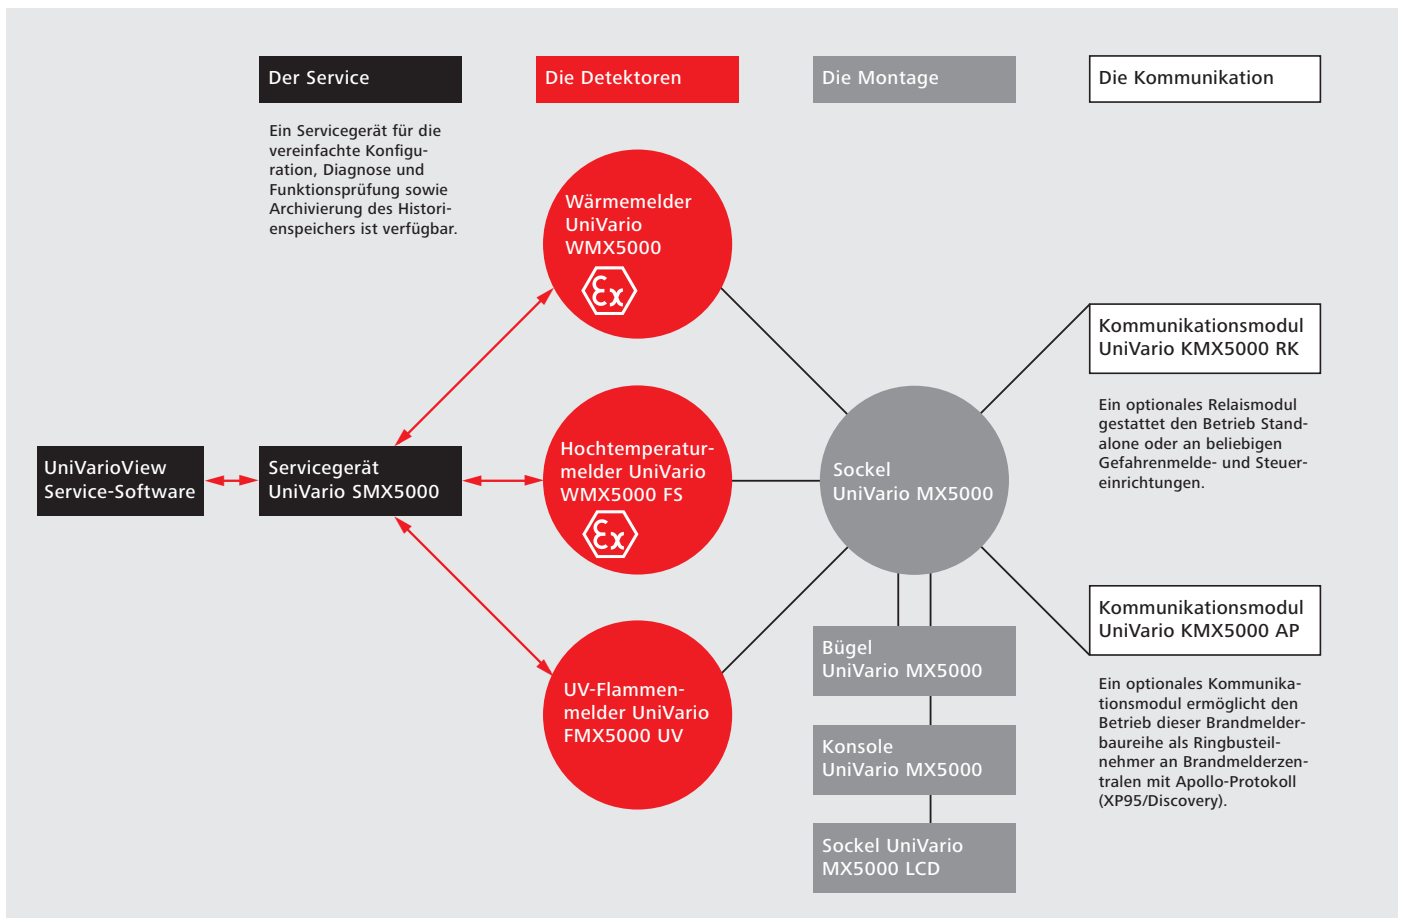 Der Service
Die Detektoren
Die Montage
Die Kommunikation
Ein Servicegerät für die
vereinfachte Konfigu-
ration, Diagnose und
Funktionsprüfung sowie
Archivierung des Histori-
enspeichers ist verfügbar.
Wärmemelder
UniVario
WMX5000
Ex
Kommunikationsmodul
UniVario KMX5000 RK
Ein optionales Relaismodul
gestattet den Betrieb Stand-
alone oder an beliebigen
Gefahrenmelde- und Steuer-
einrichtungen.
UniVarioView
Service-Software
Servicegerät
UniVario SMX5000
Hochtemperatur-
melder UniVario
WMX5000 FS
Ex
Sockel
UniVario MX5000
Kommunikationsmodul
UniVario KMX5000 AP
Ein optionales Kommunika-
tionsmodul ermöglicht den
Betrieb dieser Brandmelder-
baureihe als Ringbusteil-
nehmer an Brandmelderzen-
tralen mit Apollo-Protokoll
(XP95/Discovery).
UV-Flammen-
melder UniVario
FMX5000 UV
Bügel
UniVario MX5000
Konsole
UniVario MX5000
Sockel UniVario
MX5000 LCD